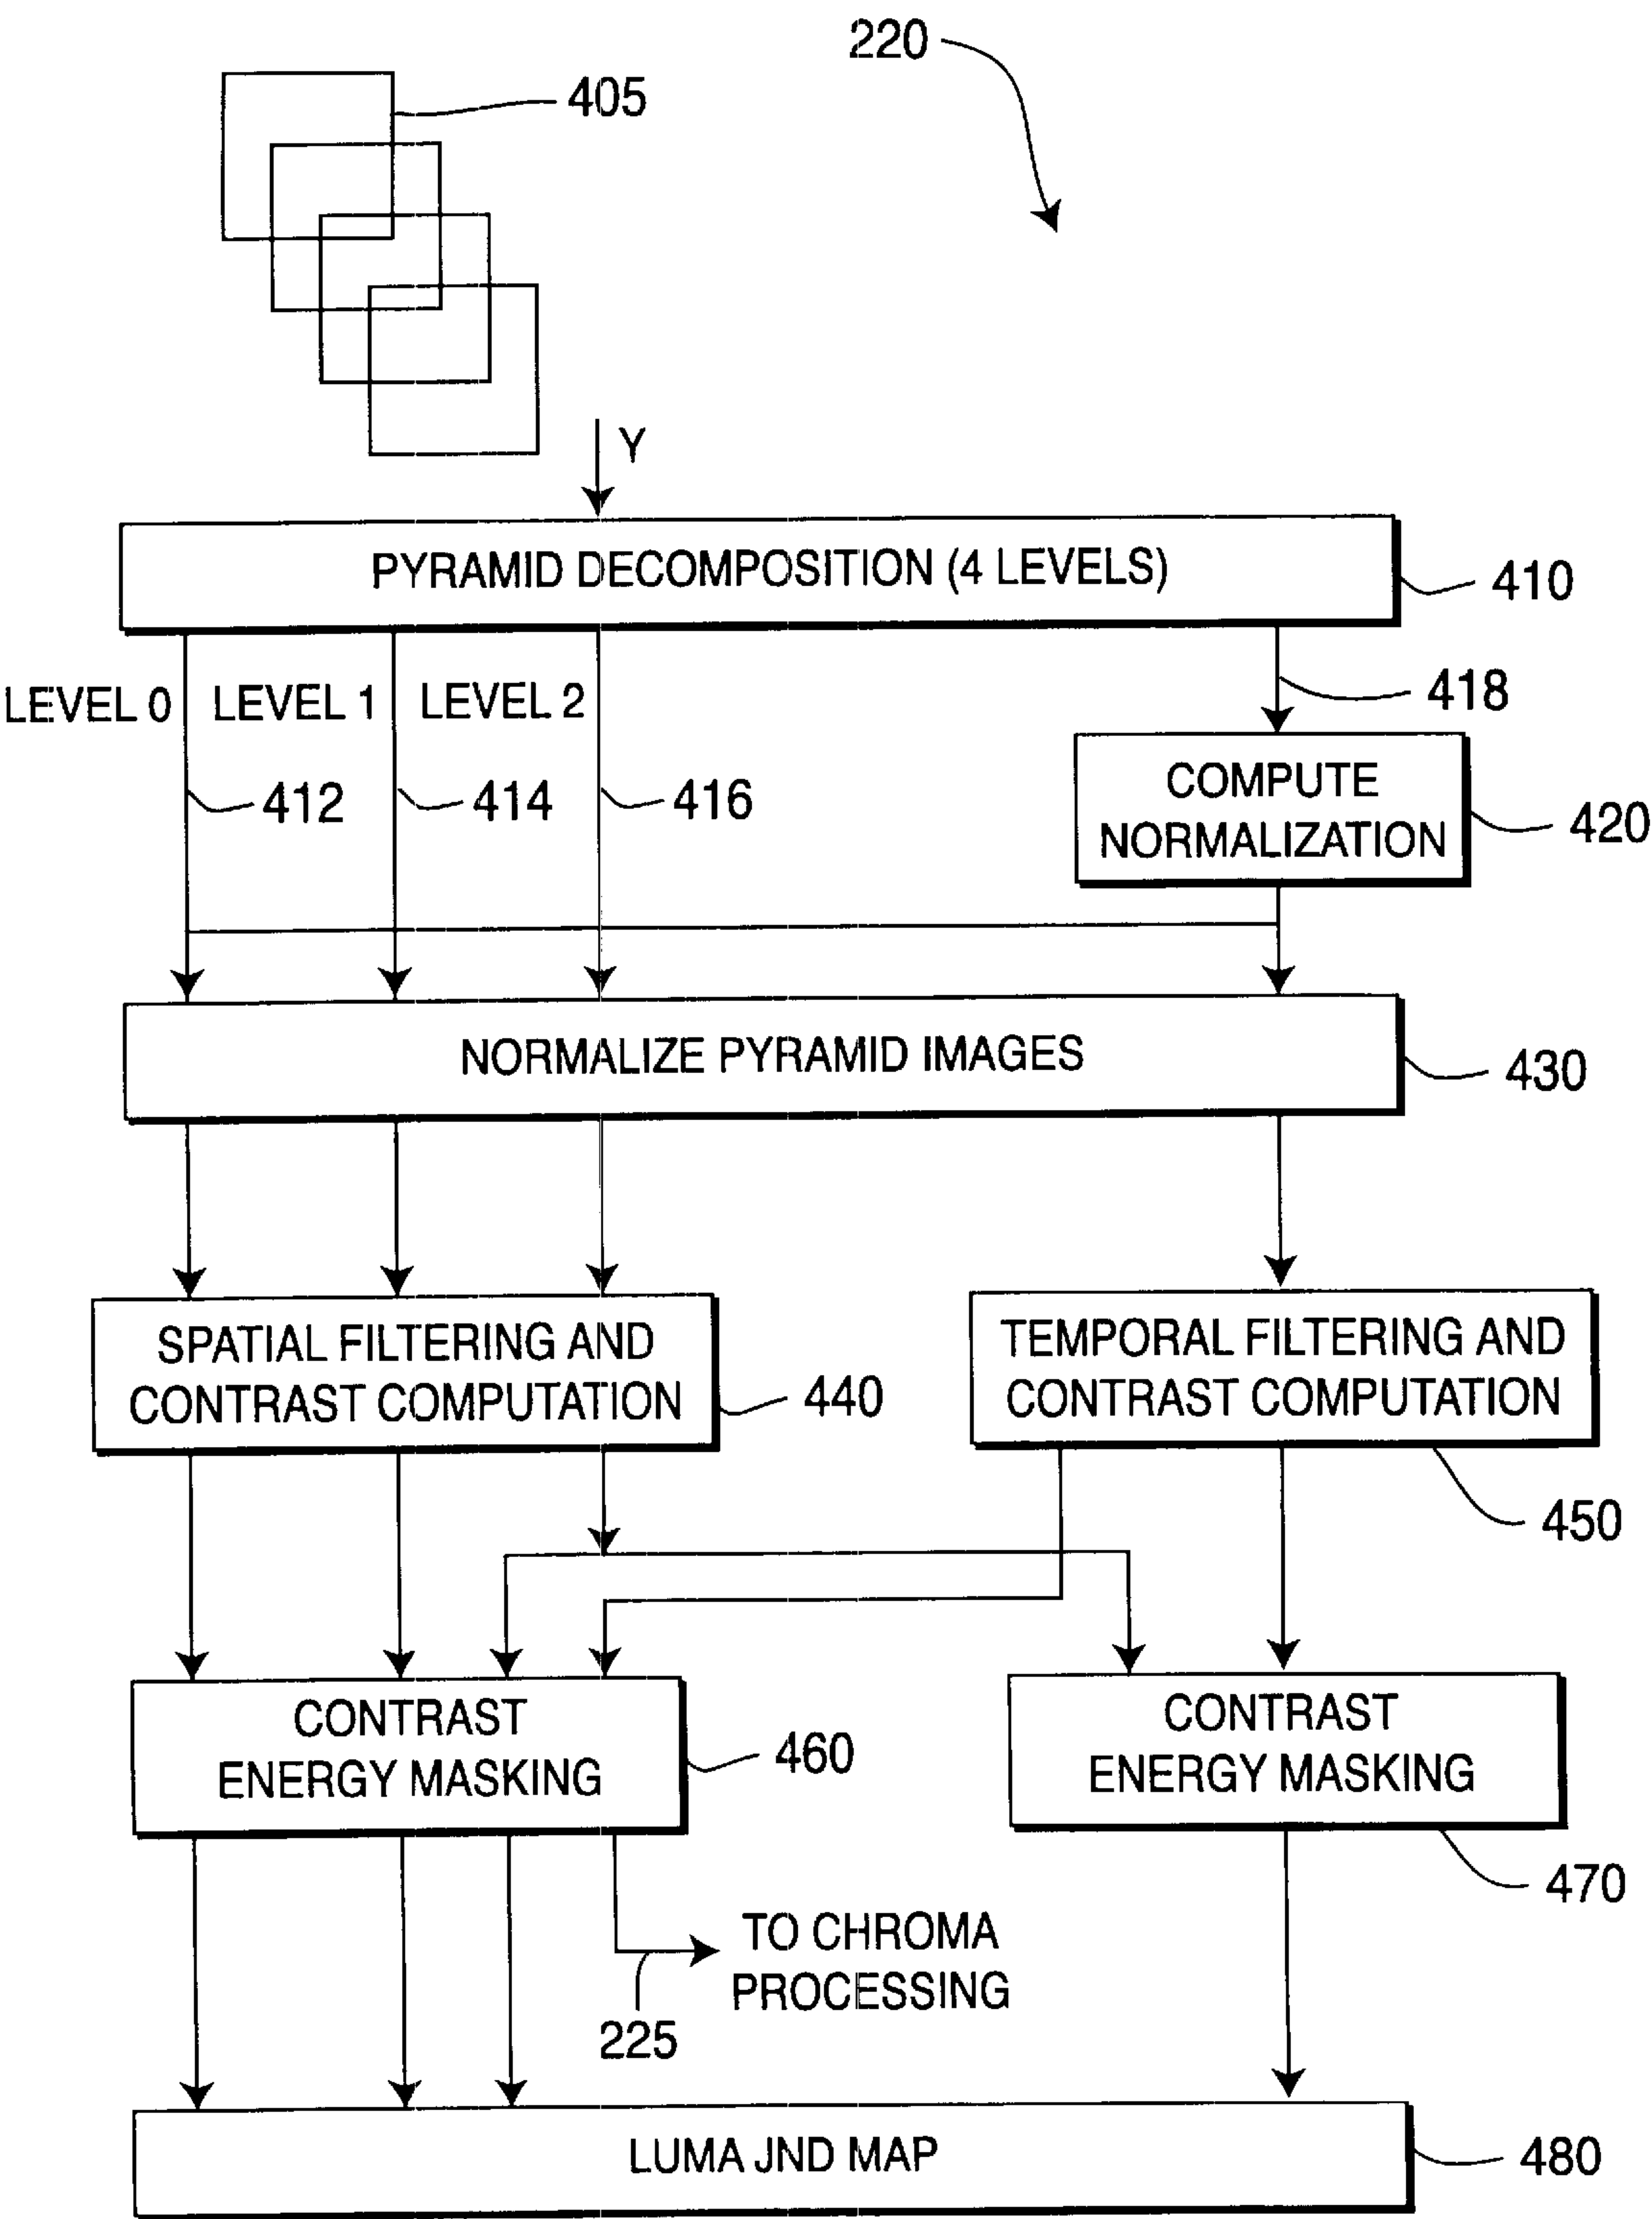 220
405
Y
PYRAMID DECOMPOSITION (4 LEVELS)
410
LEVEL 0
LEVEL 1
LEVEL 2
418
412
414
416
COMPUTE
NORMALIZATION
420
NORMALIZE PYRAMID IMAGES
430
SPATIAL FILTERING AND
CONTRAST COMPUTATION
440
TEMPORAL FILTERING AND
CONTRAST COMPUTATION
450
CONTRAST
ENERGY MASKING
460
CONTRAST
ENERGY MASKING
470
TO CHROMA
PROCESSING
225
LUMA JND MAP
480